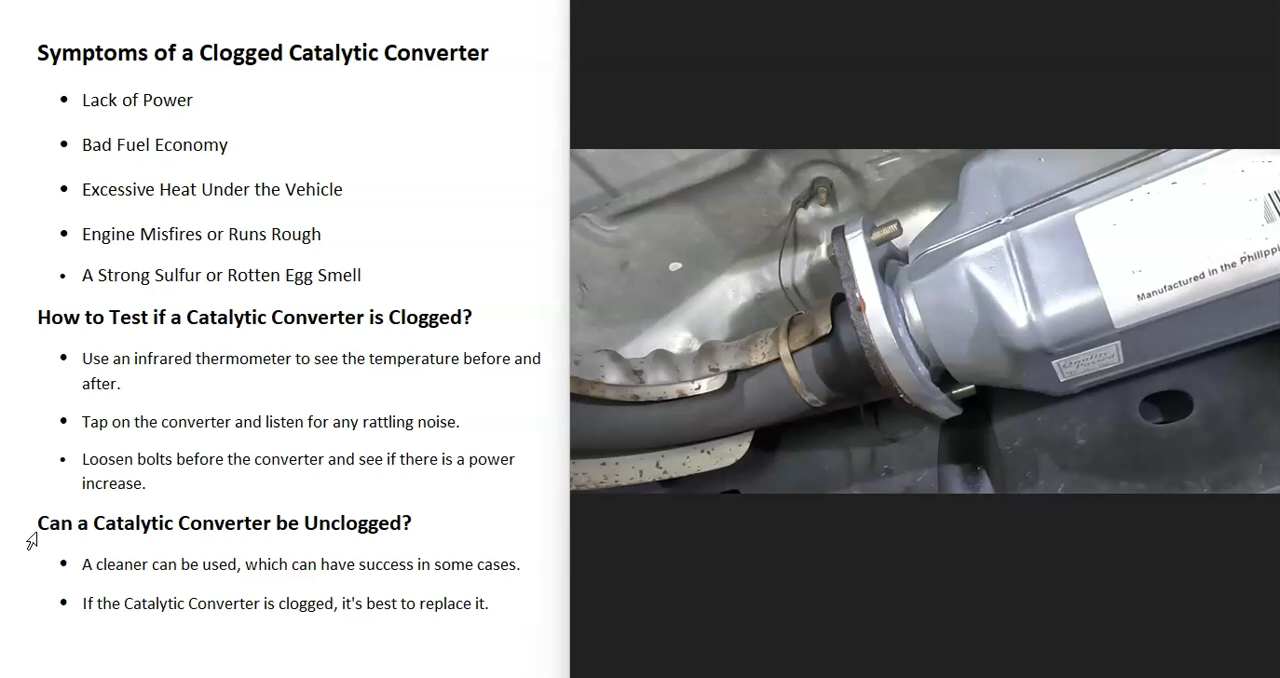 Symptoms of a Clogged Catalytic Converter
• Lack of Power
• Bad Fuel Economy
• Excessive Heat Under the Vehicle
• Engine Misfires or Runs Rough
• A Strong Sulfur or Rotten Egg Smell
How to Test if a Catalytic Converter is Clogged?
• Use an infrared thermometer to see the temperature before and
after.
• Tap on the converter and listen for any rattling noise.
• Loosen bolts before the converter and see if there is a power
increase.
Can a Catalytic Converter be Unclogged?
• A cleaner can be used, which can have success in some cases.
• If the Catalytic Converter is clogged, it's best to replace it.
Manufactured in the Philippi
Quality
Passed